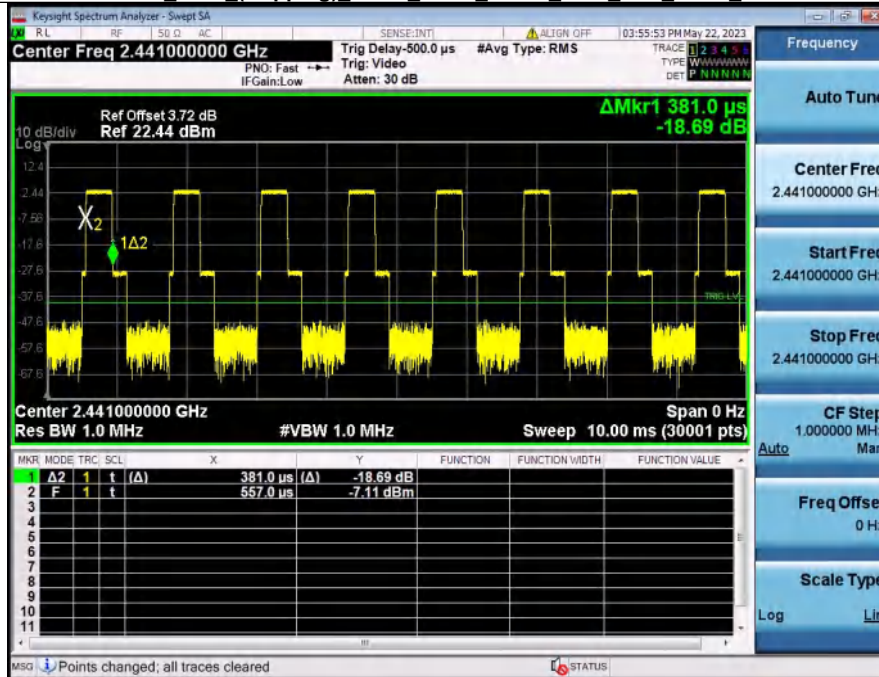 Keysight Spectrum Analyzer - Swept SA
RL RF 50 Ω AC SENSE:INT ALIGN OFF 03:55:53 PM May 22, 2023
Center Freq 2.441000000 GHz
PNO: Fast
IFGain:Low
Trig Delay-500.0 µs
Trig: Video
Atten: 30 dB
#Avg Type: RMS
TRACE 1 2 3 4 5 6
TYPE WWWWWW
DET P NNNNN
Ref Offset 3.72 dB
10 dB/div Ref 22.44 dBm
Log
ΔMkr1 381.0 µs
-18.69 dB
12.4
2.44
-7.56
-17.6
-27.6
-37.6
-47.6
-57.6
-67.6
X2
1Δ2
TRIG LVL
Center 2.441000000 GHz Span 0 Hz
Res BW 1.0 MHz #VBW 1.0 MHz Sweep 10.00 ms (30001 pts)
MKR MODE TRC SCL X Y FUNCTION FUNCTION WIDTH FUNCTION VALUE
1 Δ2 1 t (Δ) 381.0 µs (Δ) -18.69 dB
2 F 1 t 557.0 µs -7.11 dBm
3
4
5
6
7
8
9
10
11
MSG Points changed; all traces cleared STATUS
Frequency
Auto Tune
Center Freq
2.441000000 GHz
Start Freq
2.441000000 GHz
Stop Freq
2.441000000 GHz
CF Step
1.000000 MHz
Auto Man
Freq Offset
0 Hz
Scale Type
Log Lin